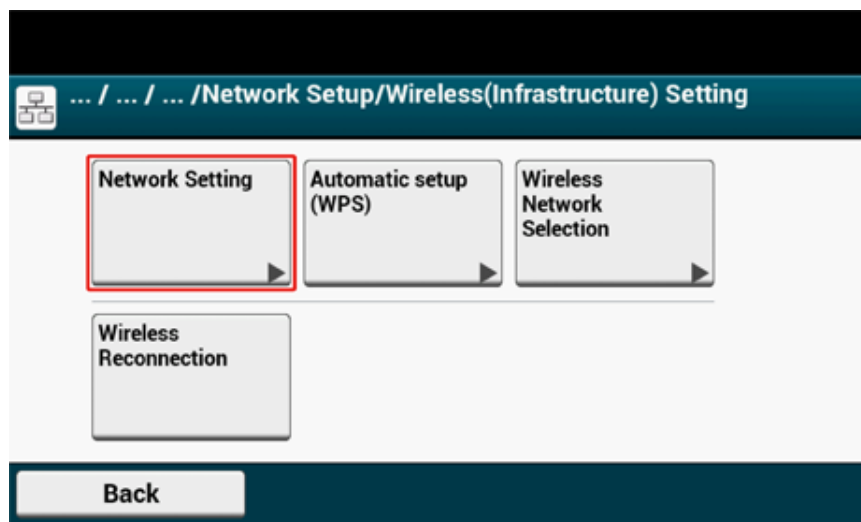 ... / ... / ... /Network Setup/Wireless(Infrastructure) Setting
Network Setting
Automatic setup
(WPS)
Wireless
Network
Selection
Wireless
Reconnection
Back